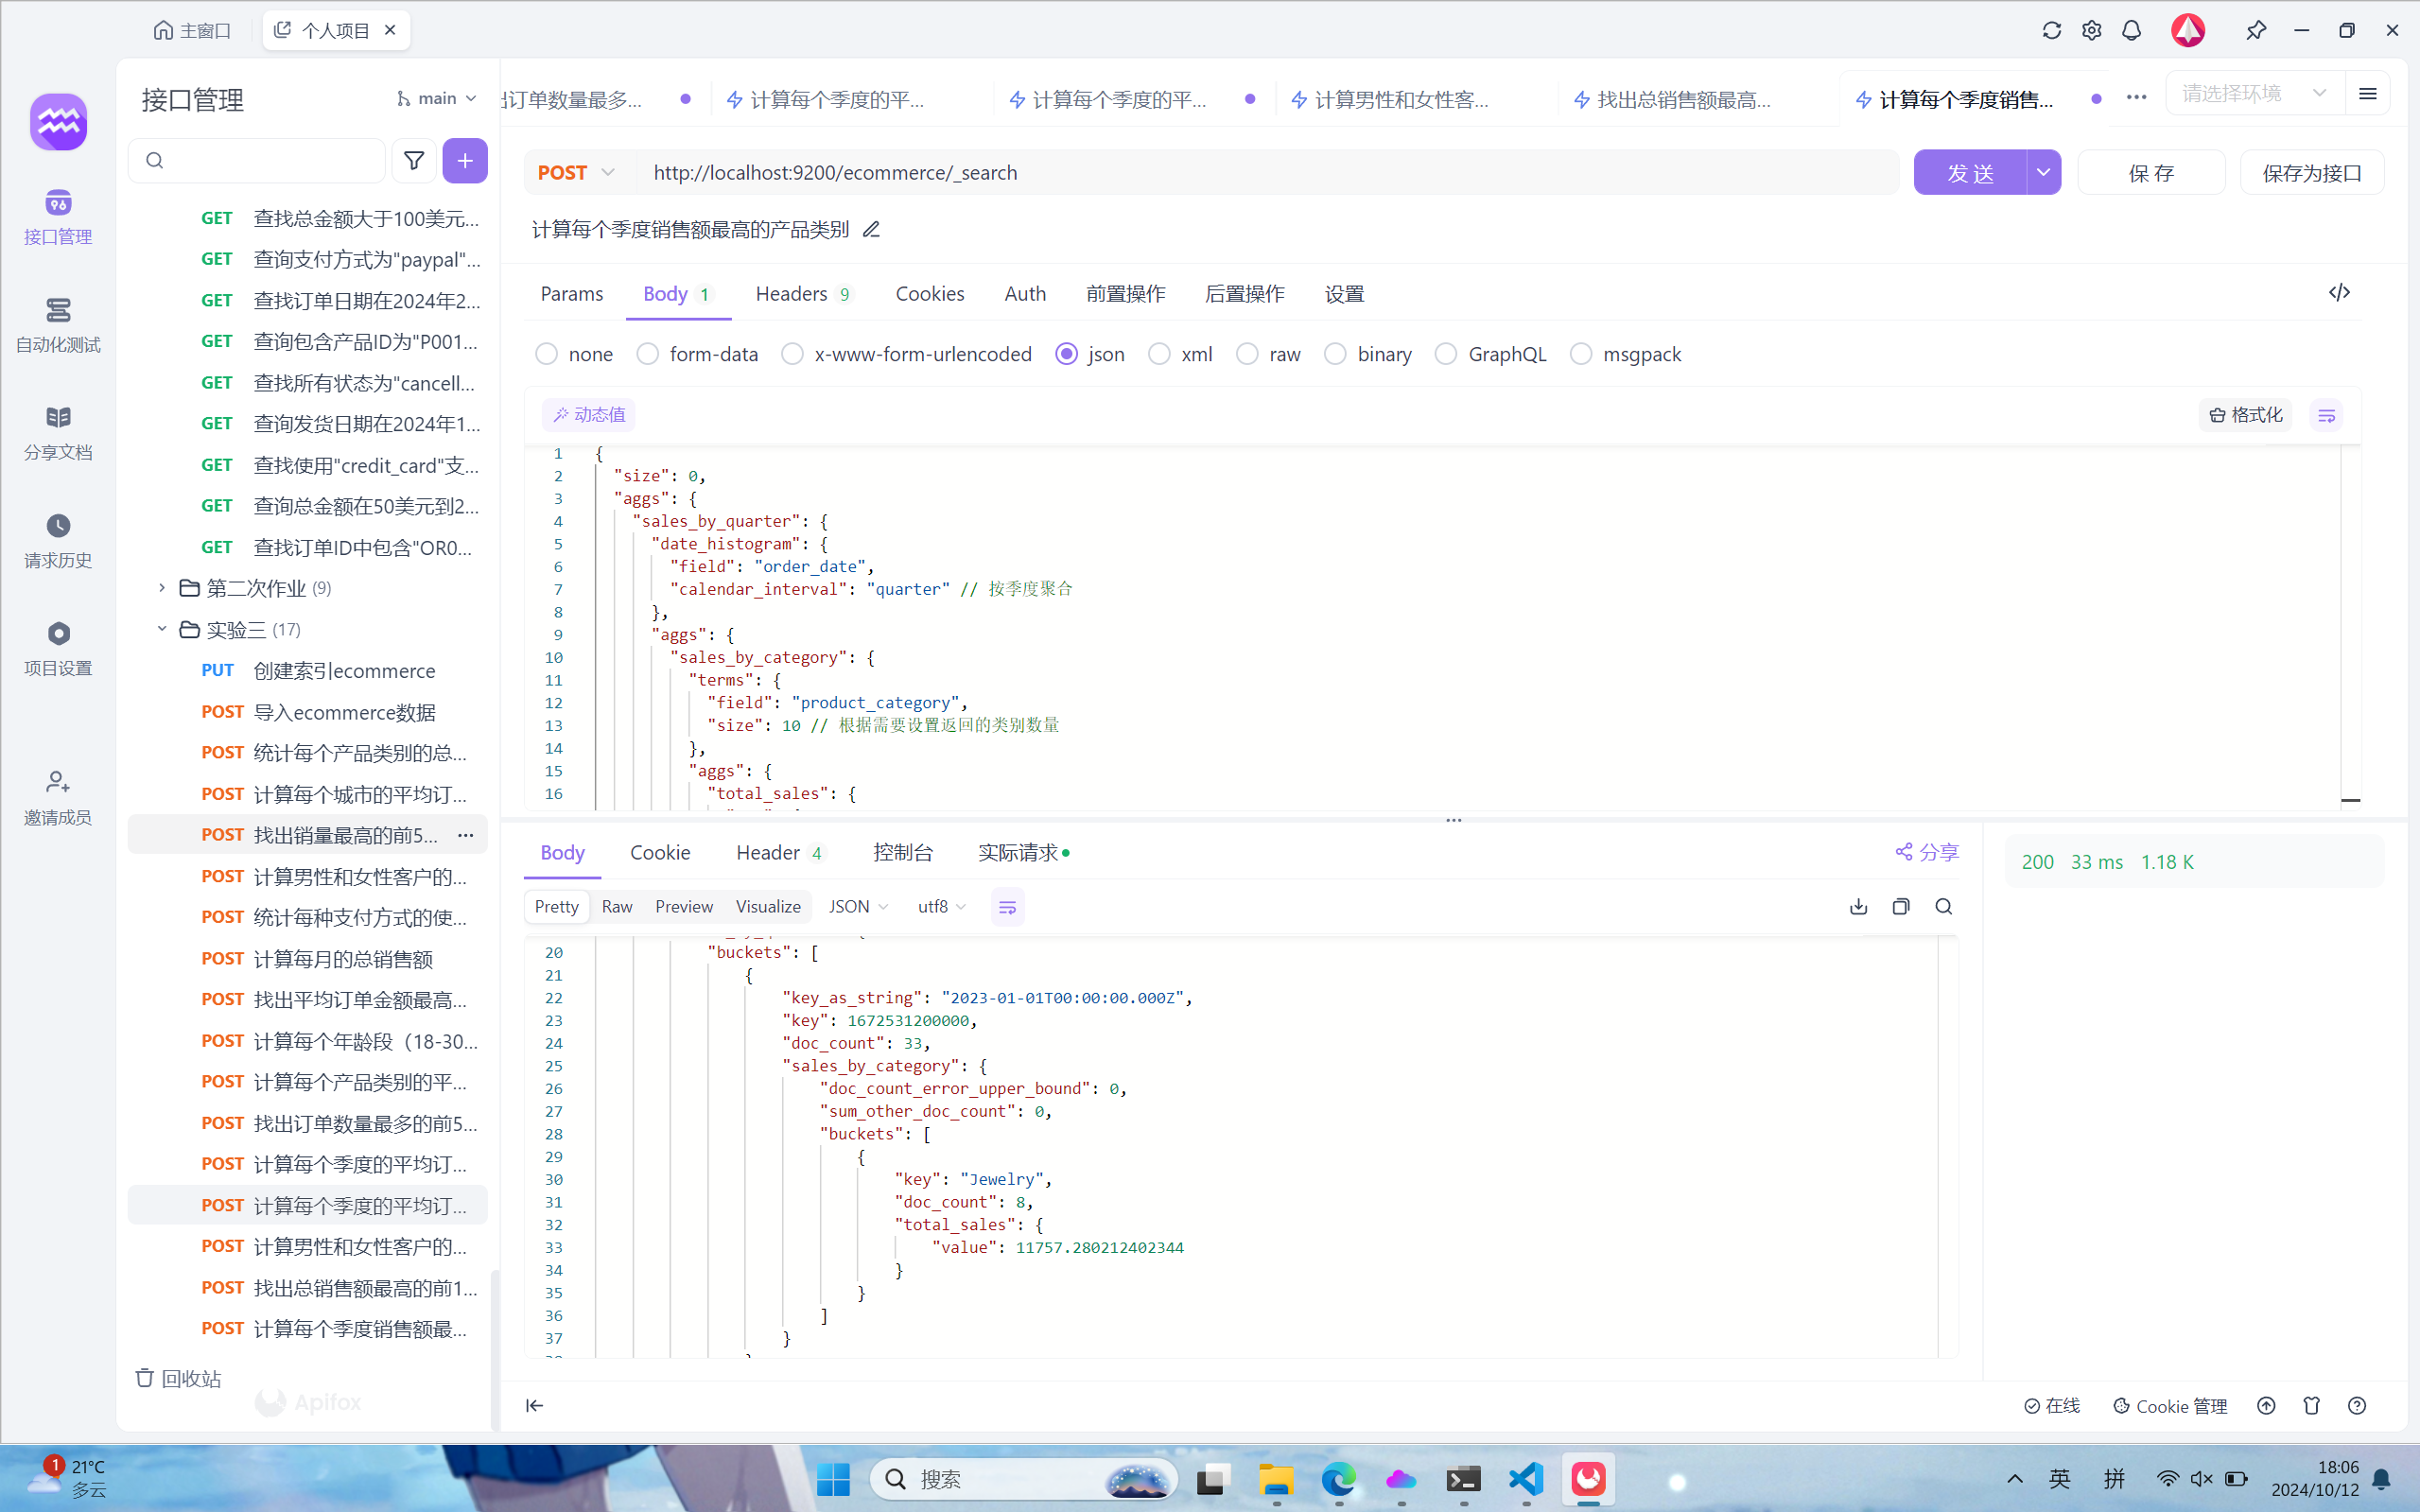 主窗口
个人项目
接口管理
main
出订单数量最多...
计算每个季度的平...
计算每个季度的平...
计算男性和女性客...
找出总销售额最高...
计算每个季度销售...
请选择环境
接口管理
自动化测试
分享文档
请求历史
项目设置
邀请成员
GET 查找总金额大于100美元...
GET 查询支付方式为"paypal"...
GET 查找订单日期在2024年2...
GET 查询包含产品ID为"P001...
GET 查找所有状态为"cancell...
GET 查询发货日期在2024年1...
GET 查找使用"credit_card"支...
GET 查询总金额在50美元到2...
GET 查找订单ID中包含"OR0...
第二次作业 (9)
实验三 (17)
PUT 创建索引ecommerce
POST 导入ecommerce数据
POST 统计每个产品类别的总...
POST 计算每个城市的平均订...
POST 找出销量最高的前5...
POST 计算男性和女性客户的...
POST 统计每种支付方式的使...
POST 计算每月的总销售额
POST 找出平均订单金额最高...
POST 计算每个年龄段（18-30...
POST 计算每个产品类别的平...
POST 找出订单数量最多的前5...
POST 计算每个季度的平均订...
POST 计算每个季度的平均订...
POST 计算男性和女性客户的...
POST 找出总销售额最高的前1...
POST 计算每个季度销售额最...
回收站
Apifox
POST http://localhost:9200/ecommerce/_search
发 送
保 存
保存为接口
计算每个季度销售额最高的产品类别
Params Body 1 Headers 9 Cookies Auth 前置操作 后置操作 设置
none form-data x-www-form-urlencoded json xml raw binary GraphQL msgpack
动态值
格式化
1 {
2 "size": 0,
3 "aggs": {
4 "sales_by_quarter": {
5 "date_histogram": {
6 "field": "order_date",
7 "calendar_interval": "quarter" // 按季度聚合
8 },
9 "aggs": {
10 "sales_by_category": {
11 "terms": {
12 "field": "product_category",
13 "size": 10 // 根据需要设置返回的类别数量
14 },
15 "aggs": {
16 "total_sales": {
Body Cookie Header 4 控制台 实际请求
分享
200 33 ms 1.18 K
Pretty Raw Preview Visualize JSON utf8
20 "buckets": [
21 {
22 "key_as_string": "2023-01-01T00:00:00.000Z",
23 "key": 1672531200000,
24 "doc_count": 33,
25 "sales_by_category": {
26 "doc_count_error_upper_bound": 0,
27 "sum_other_doc_count": 0,
28 "buckets": [
29 {
30 "key": "Jewelry",
31 "doc_count": 8,
32 "total_sales": {
33 "value": 11757.280212402344
34 }
35 }
36 ]
37 }
在线
Cookie 管理
1
21°C
多云
搜索
英
拼
18:06
2024/10/12